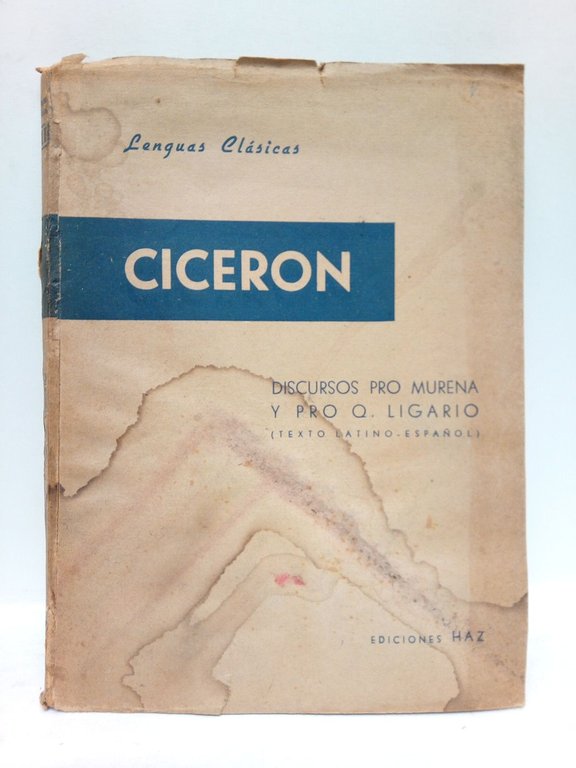 Lenguas Clásicas
CICERON
DISCURSOS PRO MURENA
Y PRO Q. LIGARIO
(TEXTO LATINO-ESPAÑOL)
EDICIONES HAZ